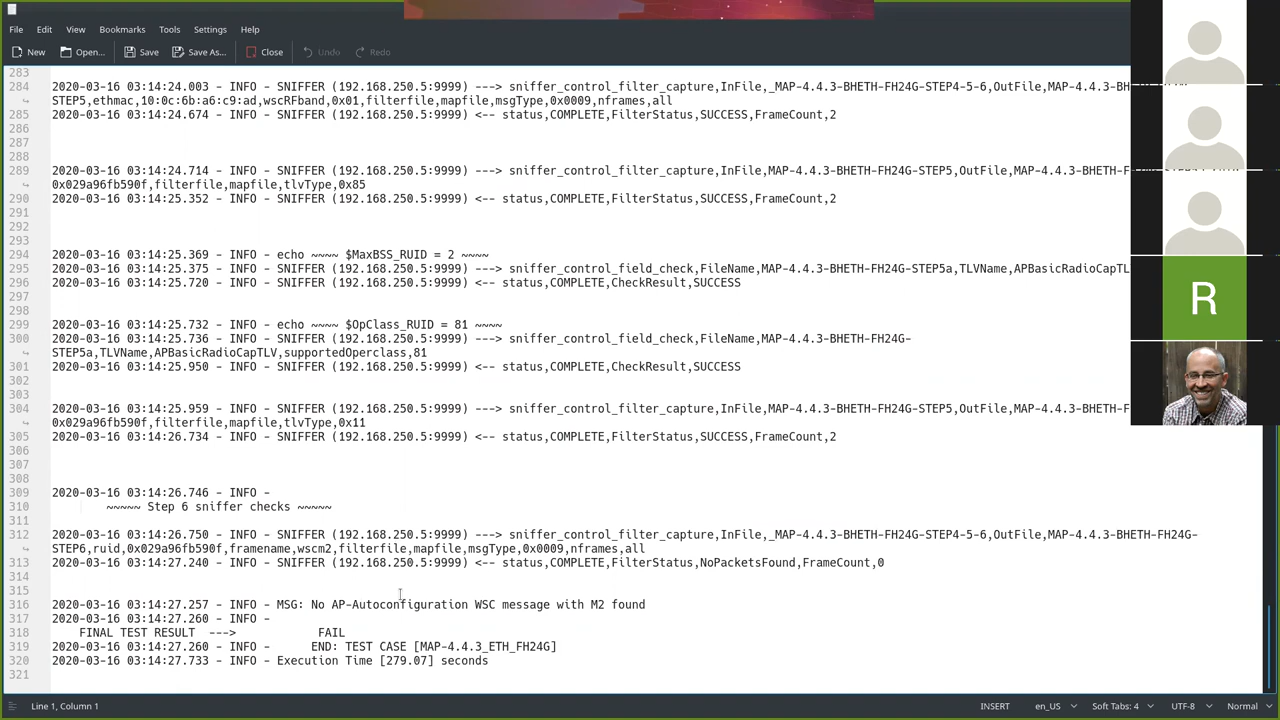 File Edit View Bookmarks Tools Settings Help
New Open... Save Save As... Close Undo Redo
283
284 2020-03-16 03:14:24.003 - INFO - SNIFFER (192.168.250.5:9999) ---> sniffer_control_filter_capture,InFile,_MAP-4.4.3-BHETH-FH24G-STEP4-5-6,OutFile,MAP-4.4.3-BHETH-FH24G-
STEP5,ethmac,10:0c:6b:a6:c9:ad,wscRFband,0x01,filterfile,mapfile,msgType,0x0009,nframes,all
285 2020-03-16 03:14:24.674 - INFO - SNIFFER (192.168.250.5:9999) <-- status,COMPLETE,FilterStatus,SUCCESS,FrameCount,2
286
287
288
289 2020-03-16 03:14:24.714 - INFO - SNIFFER (192.168.250.5:9999) ---> sniffer_control_filter_capture,InFile,MAP-4.4.3-BHETH-FH24G-STEP5,OutFile,MAP-4.4.3-BHETH-
0x029a96fb590f,filterfile,mapfile,tlvType,0x85
290 2020-03-16 03:14:25.352 - INFO - SNIFFER (192.168.250.5:9999) <-- status,COMPLETE,FilterStatus,SUCCESS,FrameCount,2
291
292
293
294 2020-03-16 03:14:25.369 - INFO - echo ~~~~ $MaxBSS_RUID = 2 ~~~~
295 2020-03-16 03:14:25.375 - INFO - SNIFFER (192.168.250.5:9999) ---> sniffer_control_field_check,FileName,MAP-4.4.3-BHETH-FH24G-STEP5a,TLVName,APBasicRadioCapTL
296 2020-03-16 03:14:25.720 - INFO - SNIFFER (192.168.250.5:9999) <-- status,COMPLETE,CheckResult,SUCCESS
297
298
299 2020-03-16 03:14:25.732 - INFO - echo ~~~~ $OpClass_RUID = 81 ~~~~
300 2020-03-16 03:14:25.736 - INFO - SNIFFER (192.168.250.5:9999) ---> sniffer_control_field_check,FileName,MAP-4.4.3-BHETH-FH24G-
STEP5a,TLVName,APBasicRadioCapTLV,supportedOperclass,81
301 2020-03-16 03:14:25.950 - INFO - SNIFFER (192.168.250.5:9999) <-- status,COMPLETE,CheckResult,SUCCESS
302
303
304 2020-03-16 03:14:25.959 - INFO - SNIFFER (192.168.250.5:9999) ---> sniffer_control_filter_capture,InFile,MAP-4.4.3-BHETH-FH24G-STEP5,OutFile,MAP-4.4.3-BHETH-F
0x029a96fb590f,filterfile,mapfile,tlvType,0x11
305 2020-03-16 03:14:26.734 - INFO - SNIFFER (192.168.250.5:9999) <-- status,COMPLETE,FilterStatus,SUCCESS,FrameCount,2
306
307
308
309 2020-03-16 03:14:26.746 - INFO -
310 ~~~~~ Step 6 sniffer checks ~~~~~
311
312 2020-03-16 03:14:26.750 - INFO - SNIFFER (192.168.250.5:9999) ---> sniffer_control_filter_capture,InFile,_MAP-4.4.3-BHETH-FH24G-STEP4-5-6,OutFile,MAP-4.4.3-BHETH-FH24G-
STEP6,ruid,0x029a96fb590f,framename,wscm2,filterfile,mapfile,msgType,0x0009,nframes,all
313 2020-03-16 03:14:27.240 - INFO - SNIFFER (192.168.250.5:9999) <-- status,COMPLETE,FilterStatus,NoPacketsFound,FrameCount,0
314
315
316 2020-03-16 03:14:27.257 - INFO - MSG: No AP-Autoconfiguration WSC message with M2 found
317 2020-03-16 03:14:27.260 - INFO -
318 FINAL TEST RESULT ---> FAIL
319 2020-03-16 03:14:27.260 - INFO - END: TEST CASE [MAP-4.4.3_ETH_FH24G]
320 2020-03-16 03:14:27.733 - INFO - Execution Time [279.07] seconds
321
R
Line 1, Column 1 INSERT en_US Soft Tabs: 4 UTF-8 Normal